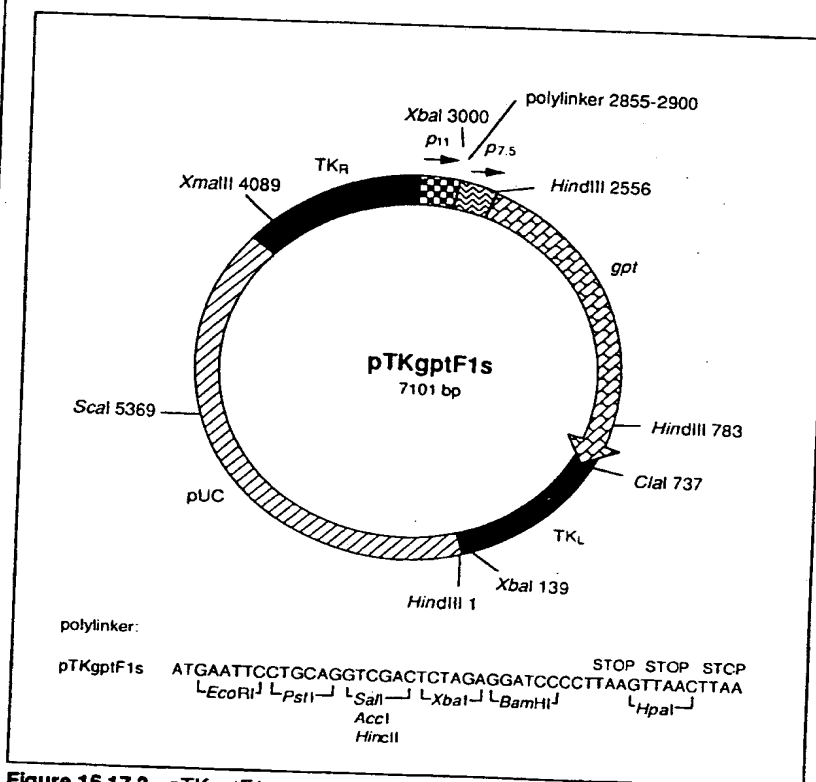 polylinker 2855-2900
XbaI 3000
p11
p7.5
TKR
XmaIII 4089
HindIII 2556
gpt
pTKgptF1s
7101 bp
ScaI 5369
HindIII 783
ClaI 737
pUC
TKL
XbaI 139
HindIII 1
polylinker:
STOP STOP STCP
pTKgptF1s ATGAATTCCTGCAGGTCGACTCTAGAGGATCCCCTTAAGTTAACTTAA
EcoRI PstI SalI XbaI BamHI HpaI
AccI
HincII
Figure